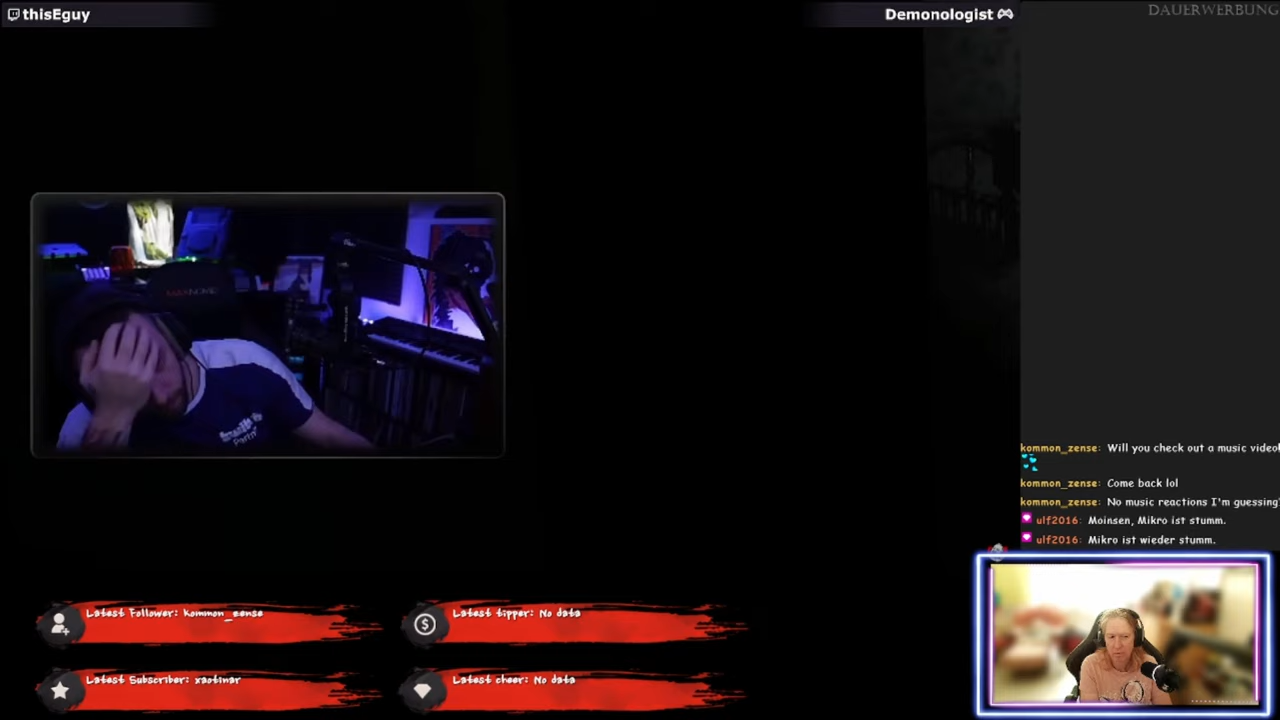 thisEguy
Demonologist
DAUERWERBUNG
MAXNOMIC
kommon_zense: Will you check out a music video
kommon_zense: Come back lol
kommon_zense: No music reactions I'm guessing
ulf2016: Moinsen, Mikro ist stumm.
ulf2016: Mikro ist wieder stumm.
Latest Follower: Kommon_zense
Latest tipper: No data
Latest Subscriber: xaotinar
Latest cheer: No data